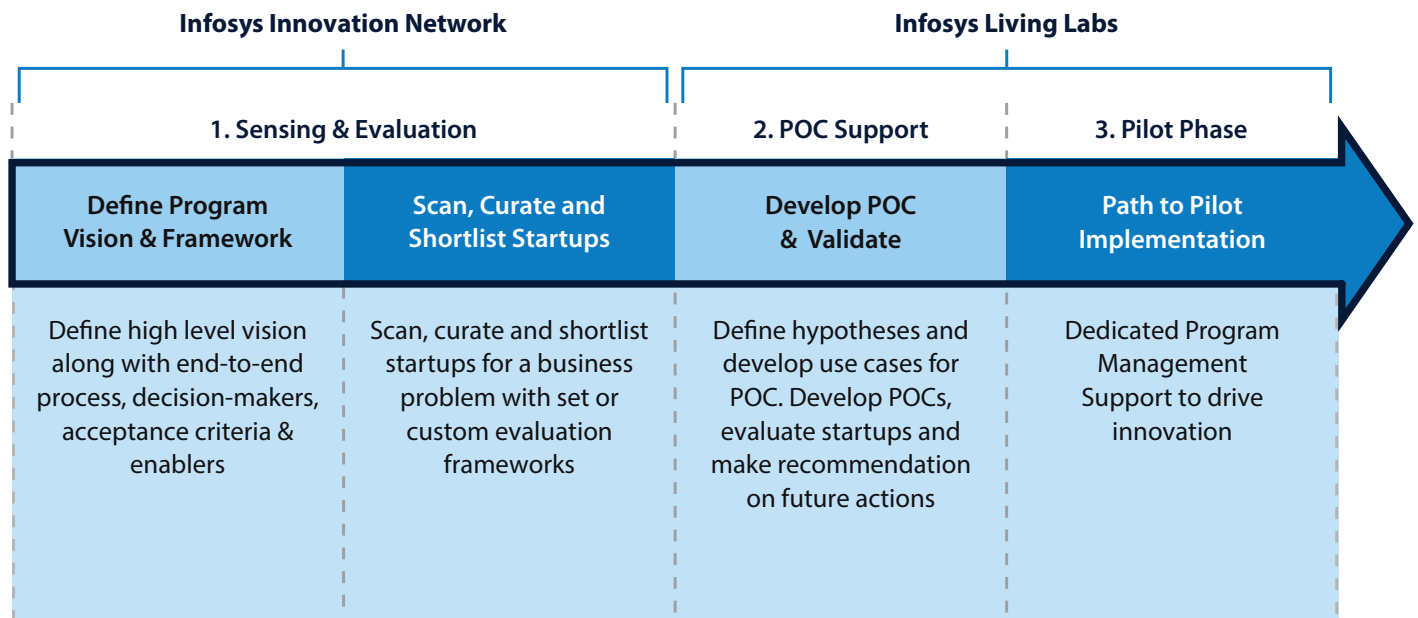 Infosys Innovation Network
Infosys Living Labs
1. Sensing & Evaluation
2. POC Support
3. Pilot Phase
Define Program
Vision & Framework
Scan, Curate and
Shortlist Startups
Develop POC
& Validate
Path to Pilot
Implementation
Define high level vision
along with end-to-end
process, decision-makers,
acceptance criteria &
enablers
Scan, curate and shortlist
startups for a business
problem with set or
custom evaluation
frameworks
Define hypotheses and
develop use cases for
POC. Develop POCs,
evaluate startups and
make recommendation
on future actions
Dedicated Program
Management
Support to drive
innovation